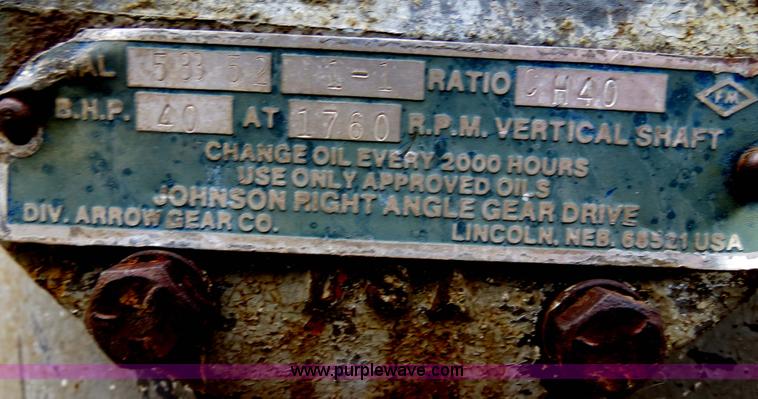 AL 53352 1-1 RATIO CH40 FM
B.H.P. 40 AT 1760 R.P.M. VERTICAL SHAFT
CHANGE OIL EVERY 2000 HOURS
USE ONLY APPROVED OILS
JOHNSON RIGHT ANGLE GEAR DRIVE
DIV. ARROW GEAR CO. LINCOLN, NEB. 68521 USA
www.purplewave.com